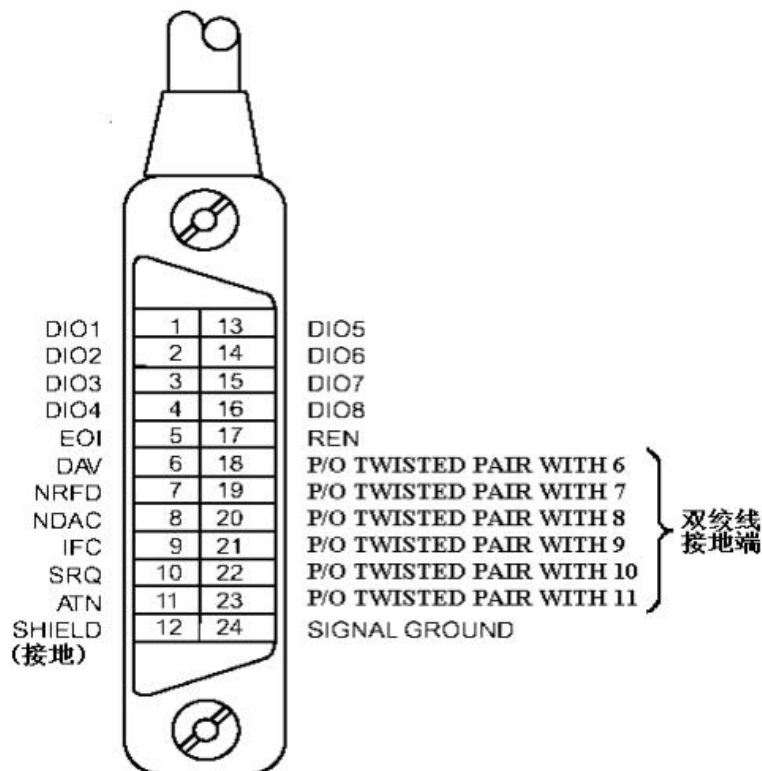 DIO1 1 13 DIO5
DIO2 2 14 DIO6
DIO3 3 15 DIO7
DIO4 4 16 DIO8
EOI 5 17 REN
DAV 6 18 P/O TWISTED PAIR WITH 6
NRFD 7 19 P/O TWISTED PAIR WITH 7
NDAC 8 20 P/O TWISTED PAIR WITH 8
IFC 9 21 P/O TWISTED PAIR WITH 9
SRQ 10 22 P/O TWISTED PAIR WITH 10
ATN 11 23 P/O TWISTED PAIR WITH 11
双绞线
接地端
SHIELD 12 24 SIGNAL GROUND
(接地)